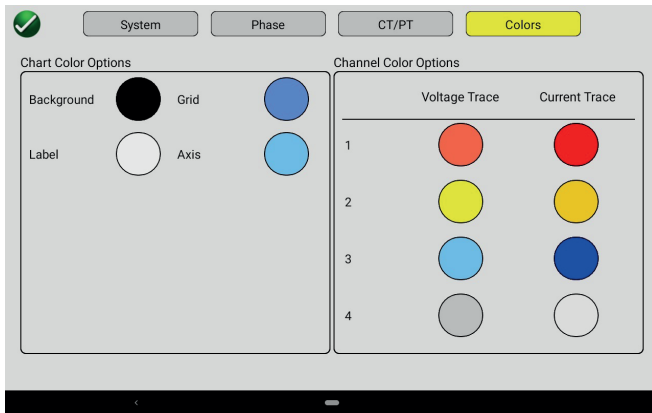 System Phase CT/PT Colors
Chart Color Options
Background Grid
Label Axis
Channel Color Options
Voltage Trace Current Trace
1
2
3
4